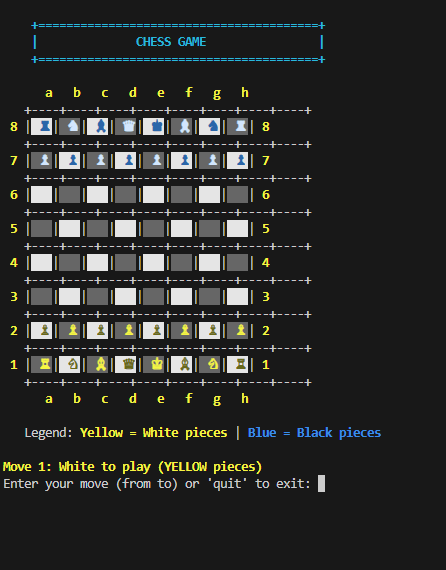 +========================================+
| CHESS GAME |
+========================================+
a b c d e f g h
+----+----+----+----+----+----+----+----+
8 |♜|♞|♝|♛|♚|♝|♞|♜| 8
+----+----+----+----+----+----+----+----+
7 |♟|♟|♟|♟|♟|♟|♟|♟| 7
+----+----+----+----+----+----+----+----+
6 | | | | | | | | | 6
+----+----+----+----+----+----+----+----+
5 | | | | | | | | | 5
+----+----+----+----+----+----+----+----+
4 | | | | | | | | | 4
+----+----+----+----+----+----+----+----+
3 | | | | | | | | | 3
+----+----+----+----+----+----+----+----+
2 |♙|♙|♙|♙|♙|♙|♙|♙| 2
+----+----+----+----+----+----+----+----+
1 |♖|♘|♗|♕|♔|♗|♘|♖| 1
+----+----+----+----+----+----+----+----+
a b c d e f g h
Legend: Yellow = White pieces | Blue = Black pieces
Move 1: White to play (YELLOW pieces)
Enter your move (from to) or 'quit' to exit: